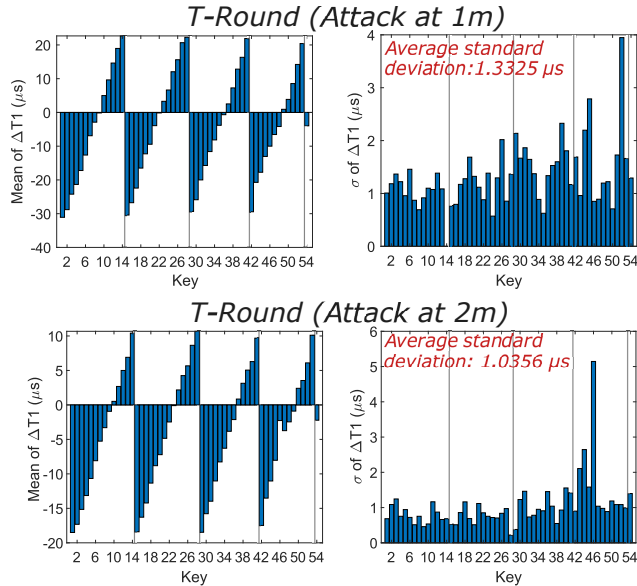 T-Round (Attack at 1m)
Mean of ΔT1 (μs)
20
10
0
-10
-20
-30
-40
2 6 10 14 18 22 26 30 34 38 42 46 50 54
Key
σ of ΔT1 (μs)
4
3
2
1
0
Average standard
deviation:1.3325 μs
2 6 10 14 18 22 26 30 34 38 42 46 50 54
Key
T-Round (Attack at 2m)
Mean of ΔT1 (μs)
10
5
0
-5
-10
-15
-20
2 6 10 14 18 22 26 30 34 38 42 46 50 54
Key
σ of ΔT1 (μs)
6
5
4
3
2
1
0
Average standard
deviation: 1.0356 μs
2 6 10 14 18 22 26 30 34 38 42 46 50 54
Key